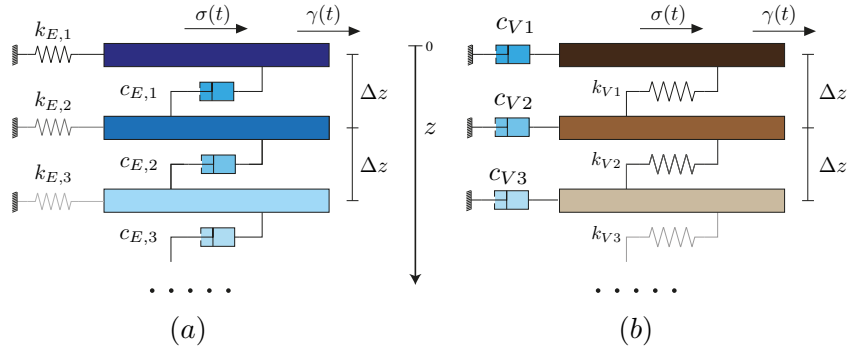 σ(t) γ(t)
k_{E,1}
c_{E,1}
k_{E,2}
Δz
c_{E,2}
k_{E,3}
Δz
c_{E,3}
(a)
0
z
σ(t) γ(t)
c_{V1}
k_{V1}
c_{V2}
Δz
k_{V2}
c_{V3}
Δz
k_{V3}
(b)